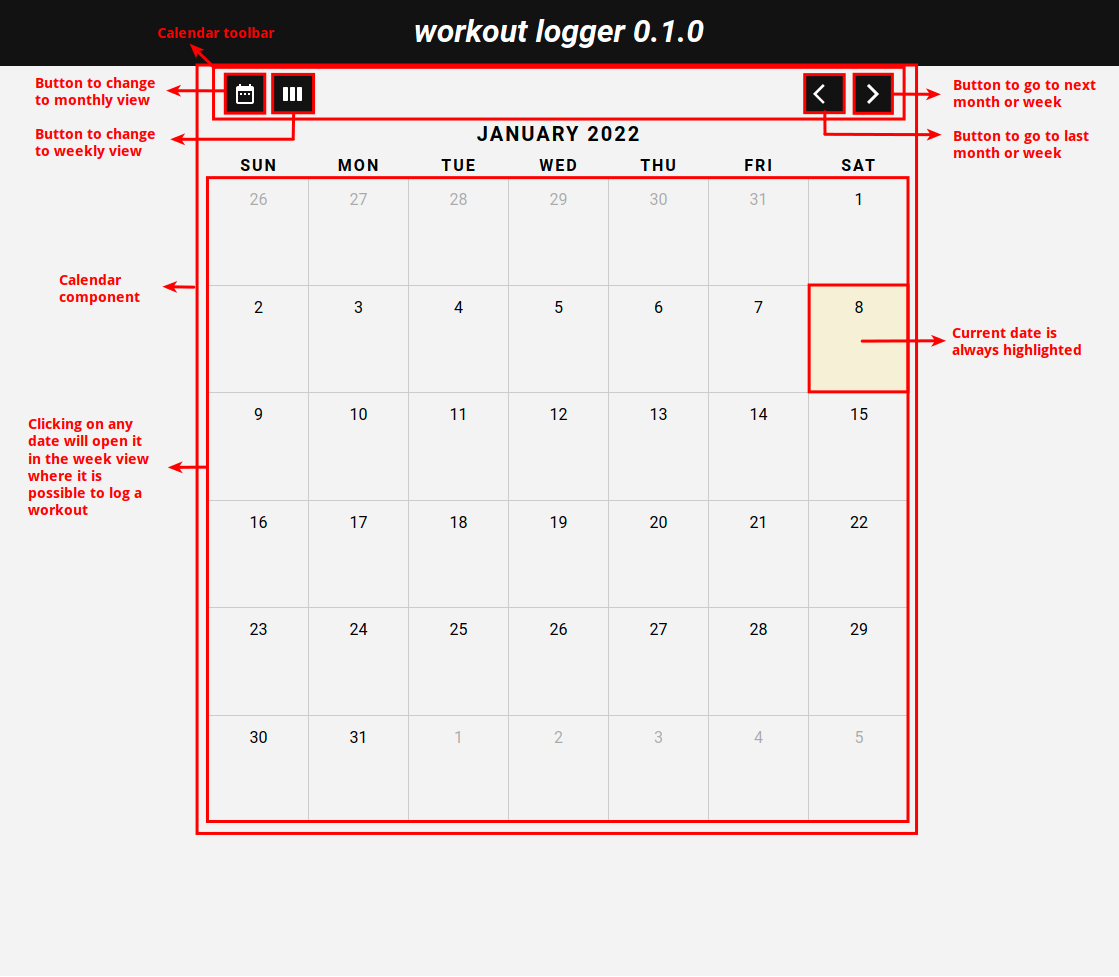 workout logger 0.1.0
Calendar toolbar
Button to change
to monthly view
Button to change
to weekly view
Button to go to next
month or week
Button to go to last
month or week
JANUARY 2022
SUN MON TUE WED THU FRI SAT
26 27 28 29 30 31 1
Calendar
component
2 3 4 5 6 7 8
Current date is
always highlighted
9 10 11 12 13 14 15
Clicking on any
date will open it
in the week view
where it is
possible to log a
workout
16 17 18 19 20 21 22
23 24 25 26 27 28 29
30 31 1 2 3 4 5